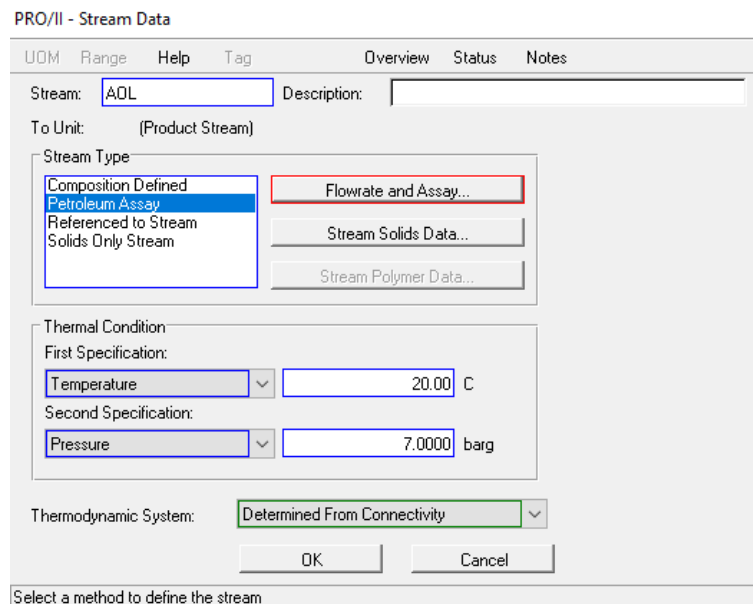 PRO/II - Stream Data
UOM Range Help Tag Overview Status Notes
Stream: AOL Description:
To Unit: (Product Stream)
Stream Type
Composition Defined
Petroleum Assay
Referenced to Stream
Solids Only Stream
Flowrate and Assay...
Stream Solids Data...
Stream Polymer Data...
Thermal Condition
First Specification:
Temperature 20.00 C
Second Specification:
Pressure 7.0000 barg
Thermodynamic System: Determined From Connectivity
OK Cancel
Select a method to define the stream